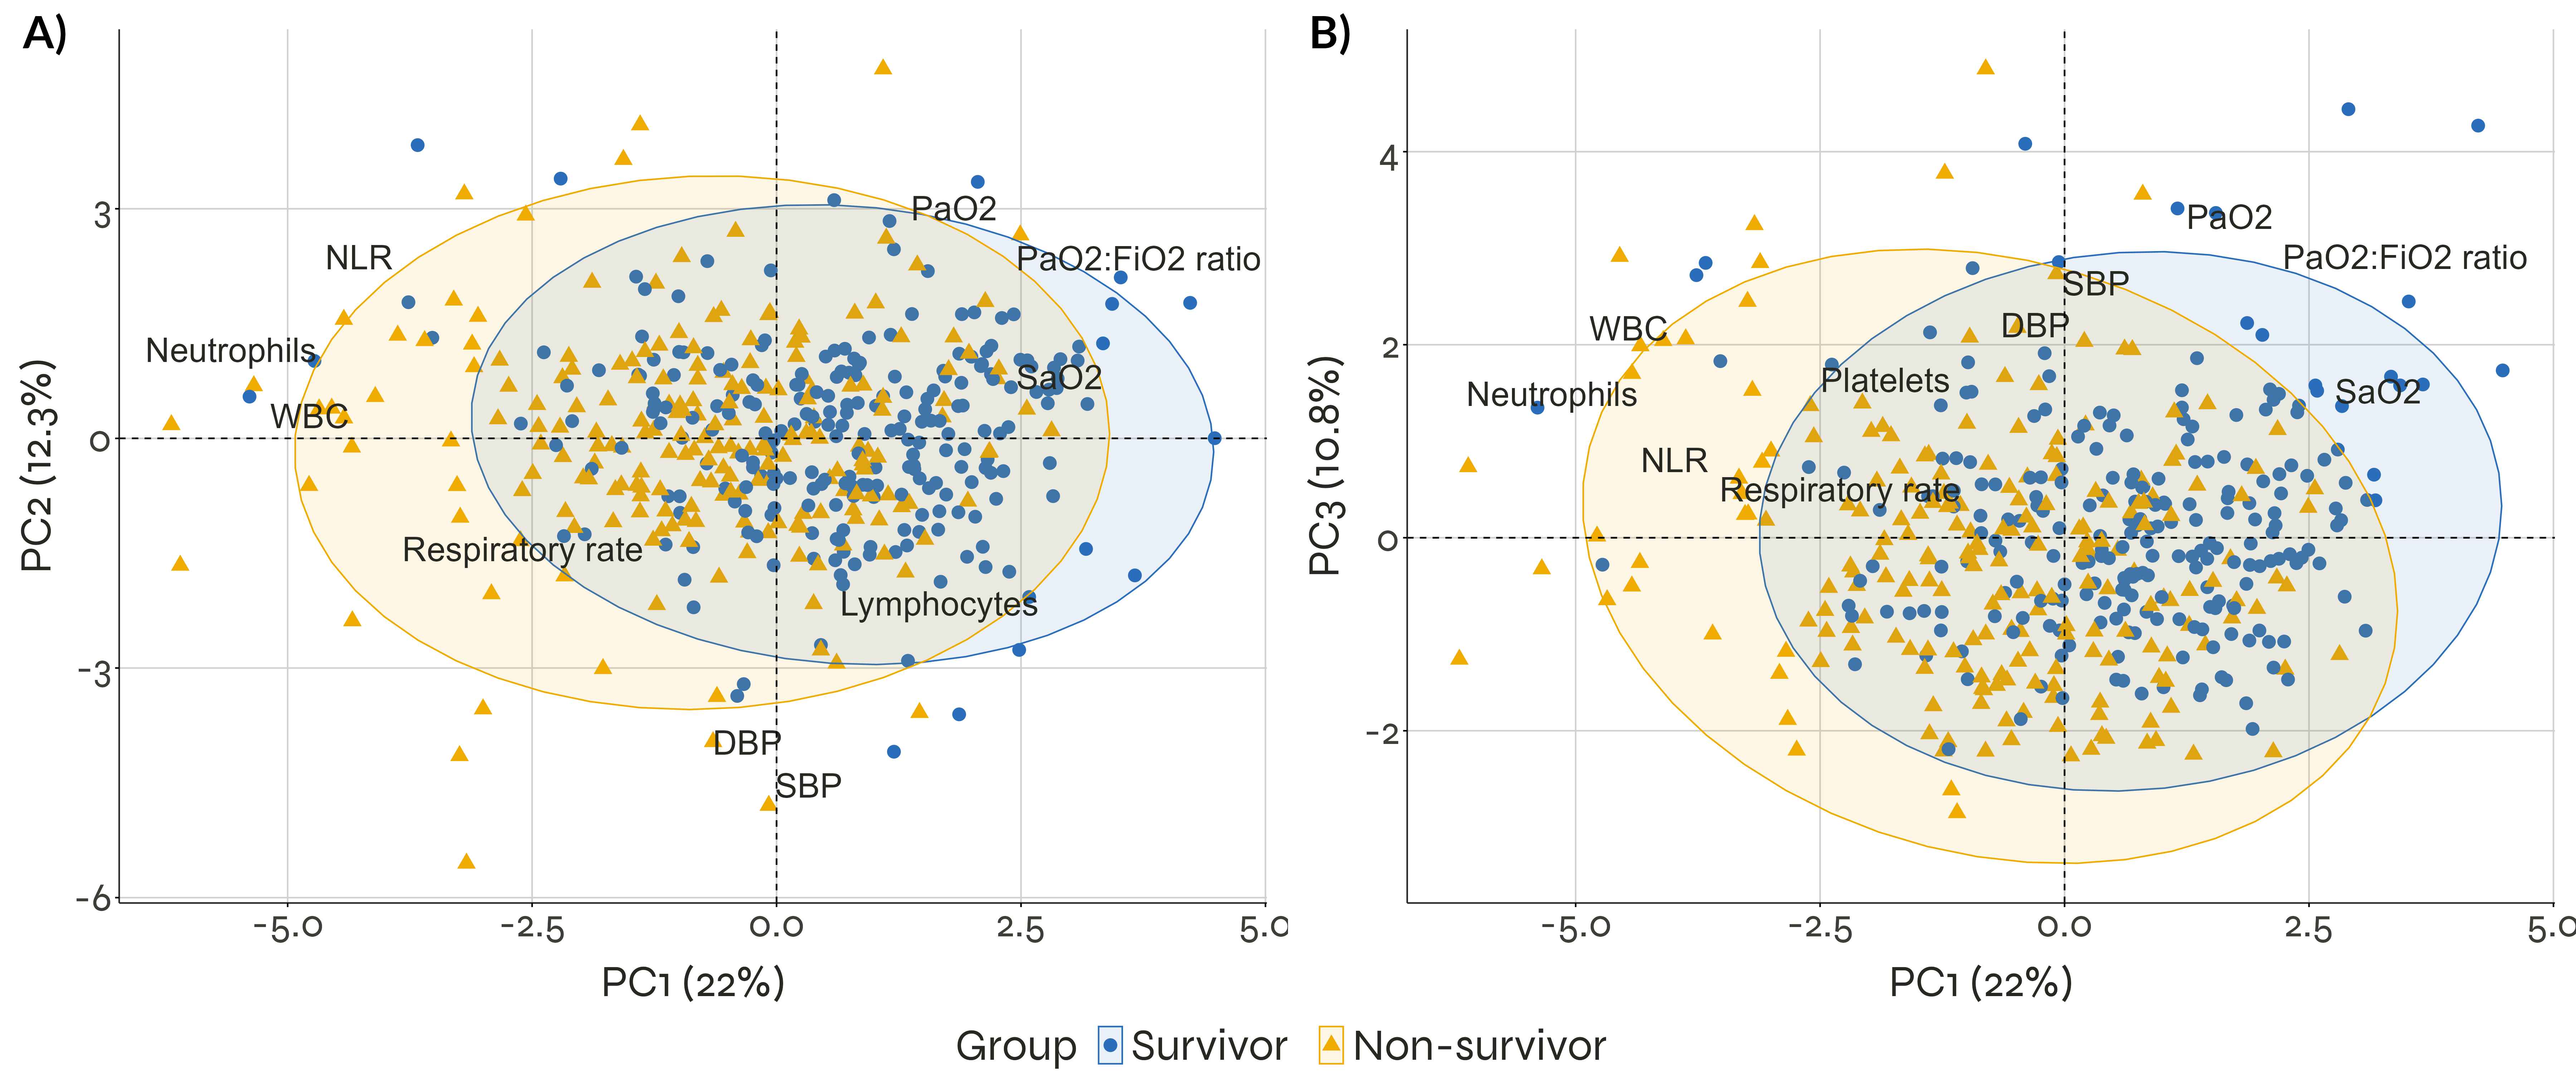 A)
PC2 (12.3%)
3
0
-3
-6
NLR
PaO2
PaO2:FiO2 ratio
Neutrophils
SaO2
WBC
Respiratory rate
Lymphocytes
DBP
SBP
-5.0 -2.5 0.0 2.5 5.0
PC1 (22%)
B)
PC3 (10.8%)
4
2
0
-2
PaO2
PaO2:FiO2 ratio
SBP
WBC
DBP
Neutrophils
Platelets
SaO2
NLR
Respiratory rate
-5.0 -2.5 0.0 2.5 5.0
PC1 (22%)
Group Survivor Non-survivor